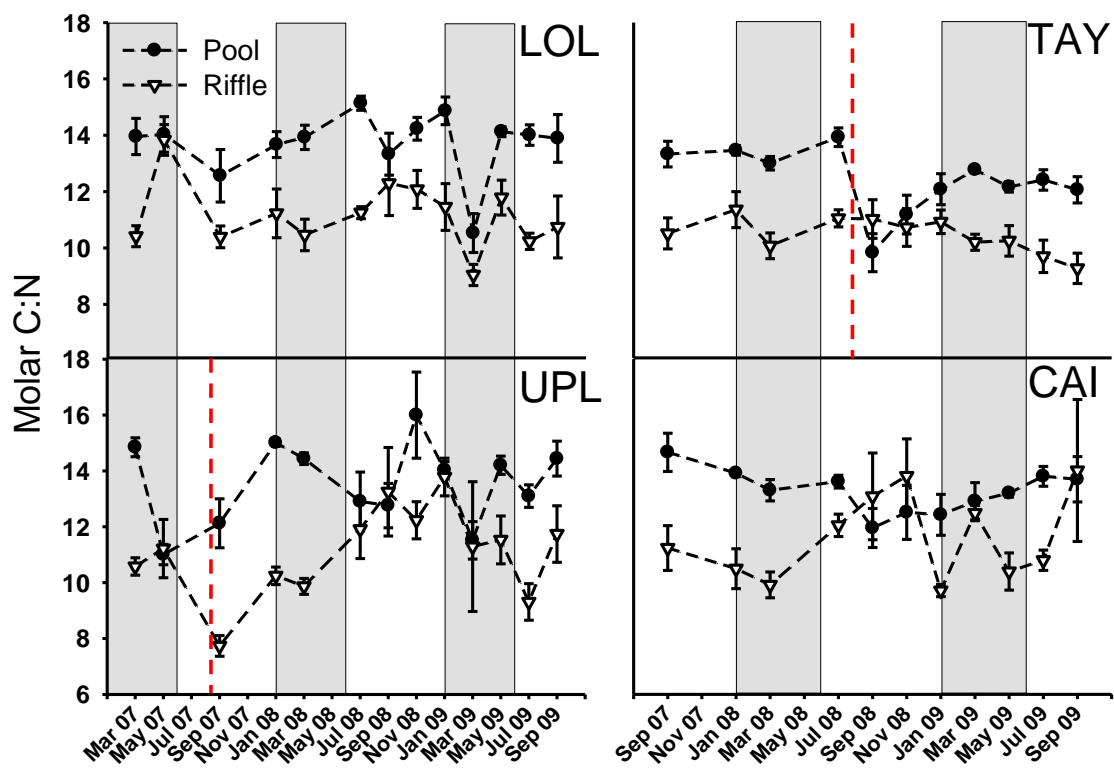 18
16
14
12
10
8
6
4
Pool
Riffle
LOL
TAY
Molar C:N
18
16
14
12
10
8
6
UPL
CAI
Mar 07
May 07
Jul 07
Sep 07
Nov 07
Jan 08
Mar 08
May 08
Jul 08
Sep 08
Nov 08
Jan 09
Mar 09
May 09
Jul 09
Sep 09
Sep 07
Nov 07
Jan 08
Mar 08
May 08
Jul 08
Sep 08
Nov 08
Jan 09
Mar 09
May 09
Jul 09
Sep 09